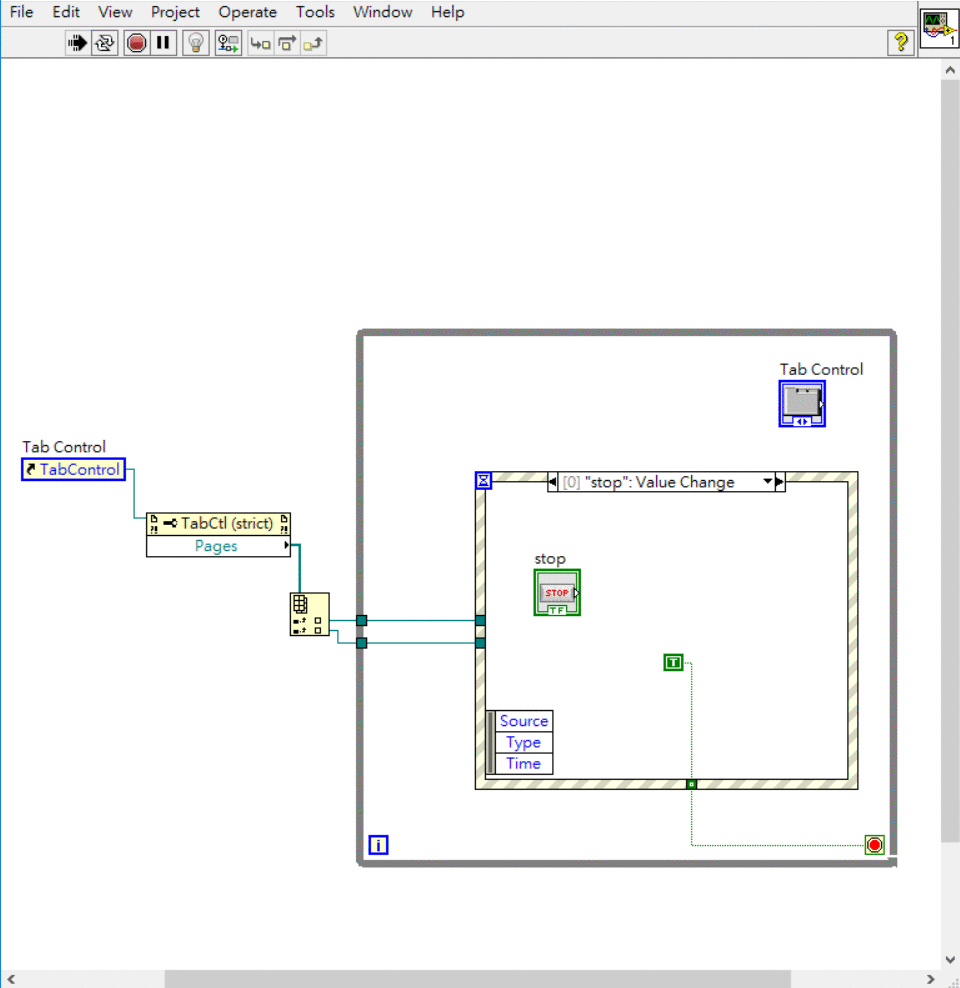 File Edit View Project Operate Tools Window Help
?
1
Tab Control
Tab Control
TabControl
[0] "stop": Value Change
TabCtl (strict)
Pages
stop
STOP
TF
T
Source
Type
Time
i